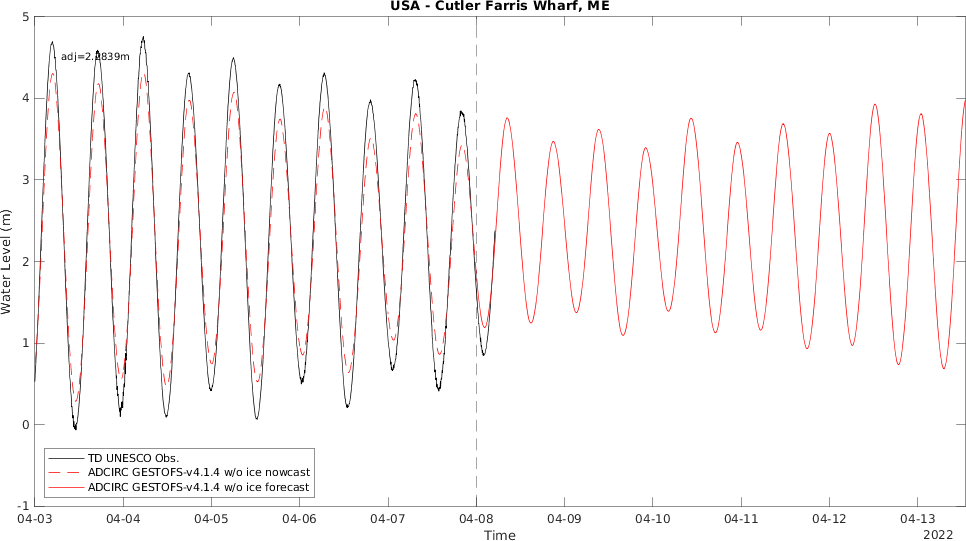 USA - Cutler Farris Wharf, ME
adj=2.2839m
Water Level (m)
5
4
3
2
1
0
-1
TD UNESCO Obs.
ADCIRC GESTOFS-v4.1.4 w/o ice nowcast
ADCIRC GESTOFS-v4.1.4 w/o ice forecast
04-03 04-04 04-05 04-06 04-07 04-08 04-09 04-10 04-11 04-12 04-13
Time
2022